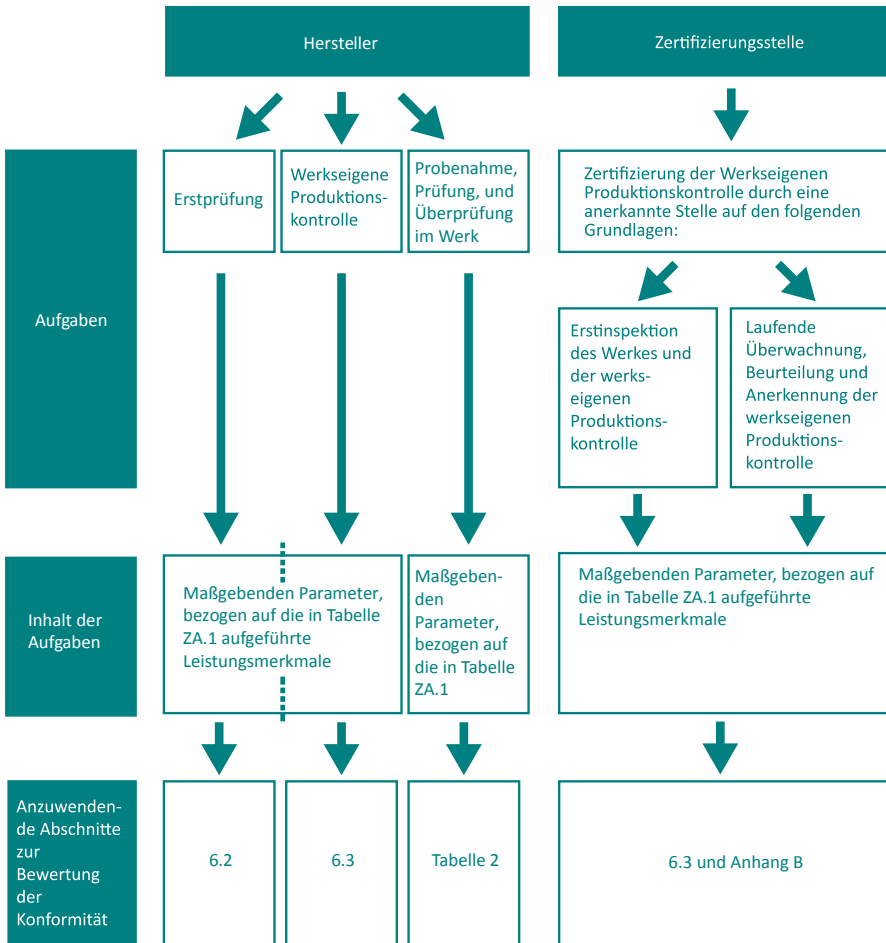 Hersteller
Zertifizierungsstelle
Aufgaben
Erstprüfung
Werkseigene
Produktions-
kontrolle
Probenahme,
Prüfung, und
Überprüfung
im Werk
Zertifizierung der Werkseigenen
Produktionskontrolle durch eine
anerkannte Stelle auf den folgenden
Grundlagen:
Erstinspektion
des Werkes und
der werks-
eigenen
Produktions-
kontrolle
Laufende
Überwachnung,
Beurteilung und
Anerkennung der
werkseigenen
Produktions-
kontrolle
Inhalt der
Aufgaben
Maßgebenden Parameter,
bezogen auf die in Tabelle
ZA.1 aufgeführte
Leistungsmerkmale
Maßgeben-
den
Parameter,
bezogen auf
die in Tabelle
ZA.1
Maßgebenden Parameter, bezogen auf
die in Tabelle ZA.1 aufgeführte
Leistungsmerkmale
Anzuwenden-
de Abschnitte
zur
Bewertung
der
Konformität
6.2
6.3
Tabelle 2
6.3 und Anhang B